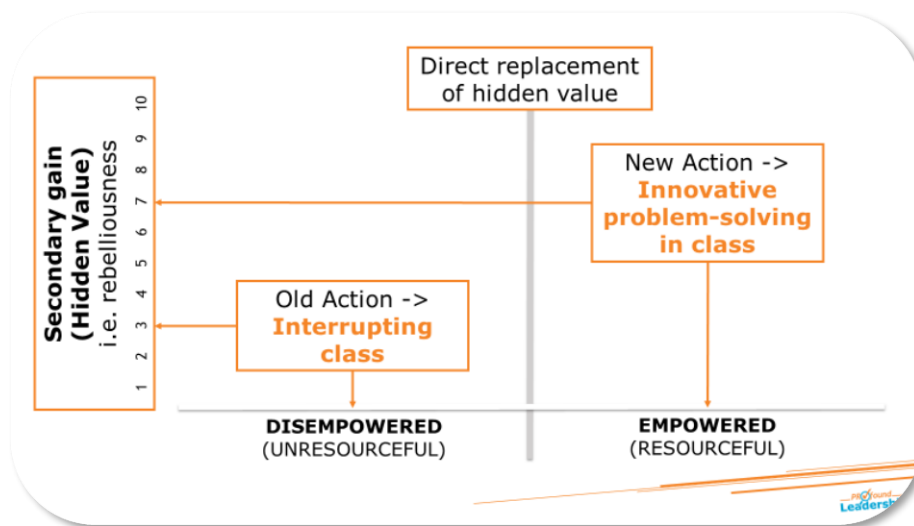 Direct replacement
of hidden value
Secondary gain
(Hidden Value)
i.e. rebelliousness
1 2 3 4 5 6 7 8 9 10
New Action ->
Innovative
problem-solving
in class
Old Action ->
Interrupting
class
DISEMPOWERED
(UNRESOURCEFUL)
EMPOWERED
(RESOURCEFUL)